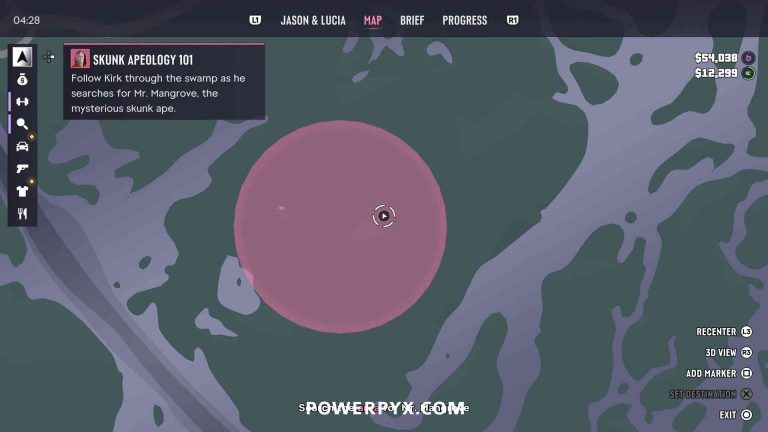 04:28
L1 JASON & LUCIA MAP BRIEF PROGRESS R1
SKUNK APEOLOGY 101
Follow Kirk through the swamp as he
searches for Mr. Mangrove, the
mysterious skunk ape.
$54,038
$12,299
RECENTER L3
3D VIEW R3
ADD MARKER
SET DESTINATION
EXIT
POWERPYX.COM